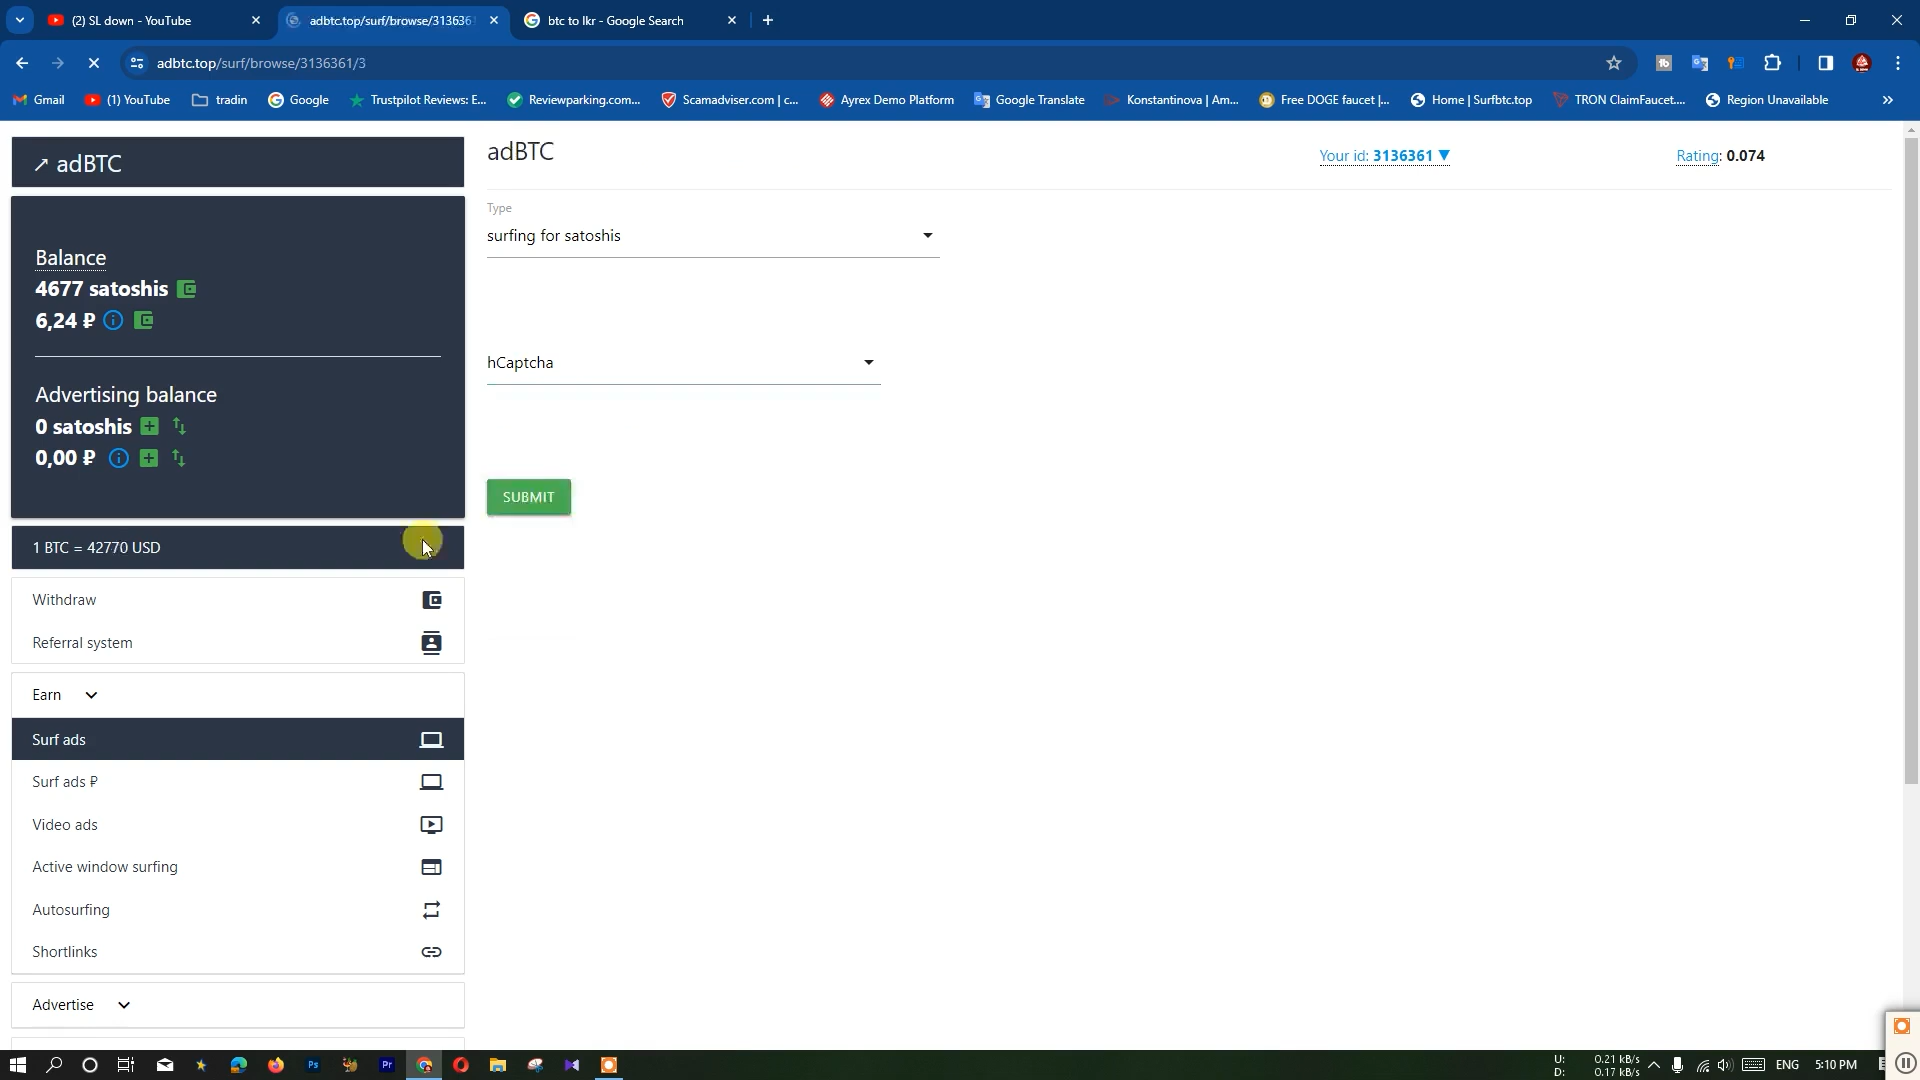 (2) SL down - YouTube
adbtc.top/surf/browse/313636
btc to lkr - Google Search
adbtc.top/surf/browse/3136361/3
Gmail
(1) YouTube
tradin
Google
Trustpilot Reviews: E...
Reviewparking.com...
Scamadviser.com | c...
Ayrex Demo Platform
Google Translate
Konstantinova | Am...
Free DOGE faucet |...
Home | Surfbtc.top
TRON ClaimFaucet....
Region Unavailable
adBTC
adBTC
Your id: 3136361 ▼
Rating: 0.074
Balance
4677 satoshis
6,24 ₽
Advertising balance
0 satoshis
0,00 ₽
Type
surfing for satoshis
hCaptcha
SUBMIT
1 BTC = 42770 USD
Withdraw
Referral system
Earn
Surf ads
Surf ads ₽
Video ads
Active window surfing
Autosurfing
Shortlinks
Advertise
Ps
Pr
U: 0.21 kB/s
D: 0.17 kB/s
ENG
5:10 PM